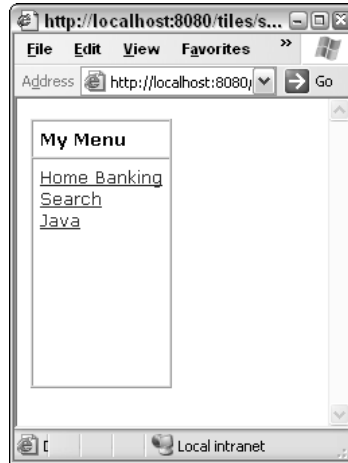 http://localhost:8080/tiles/s...
File Edit View Favorites »
Address http://localhost:8080/ Go
My Menu
Home Banking
Search
Java
Local intranet